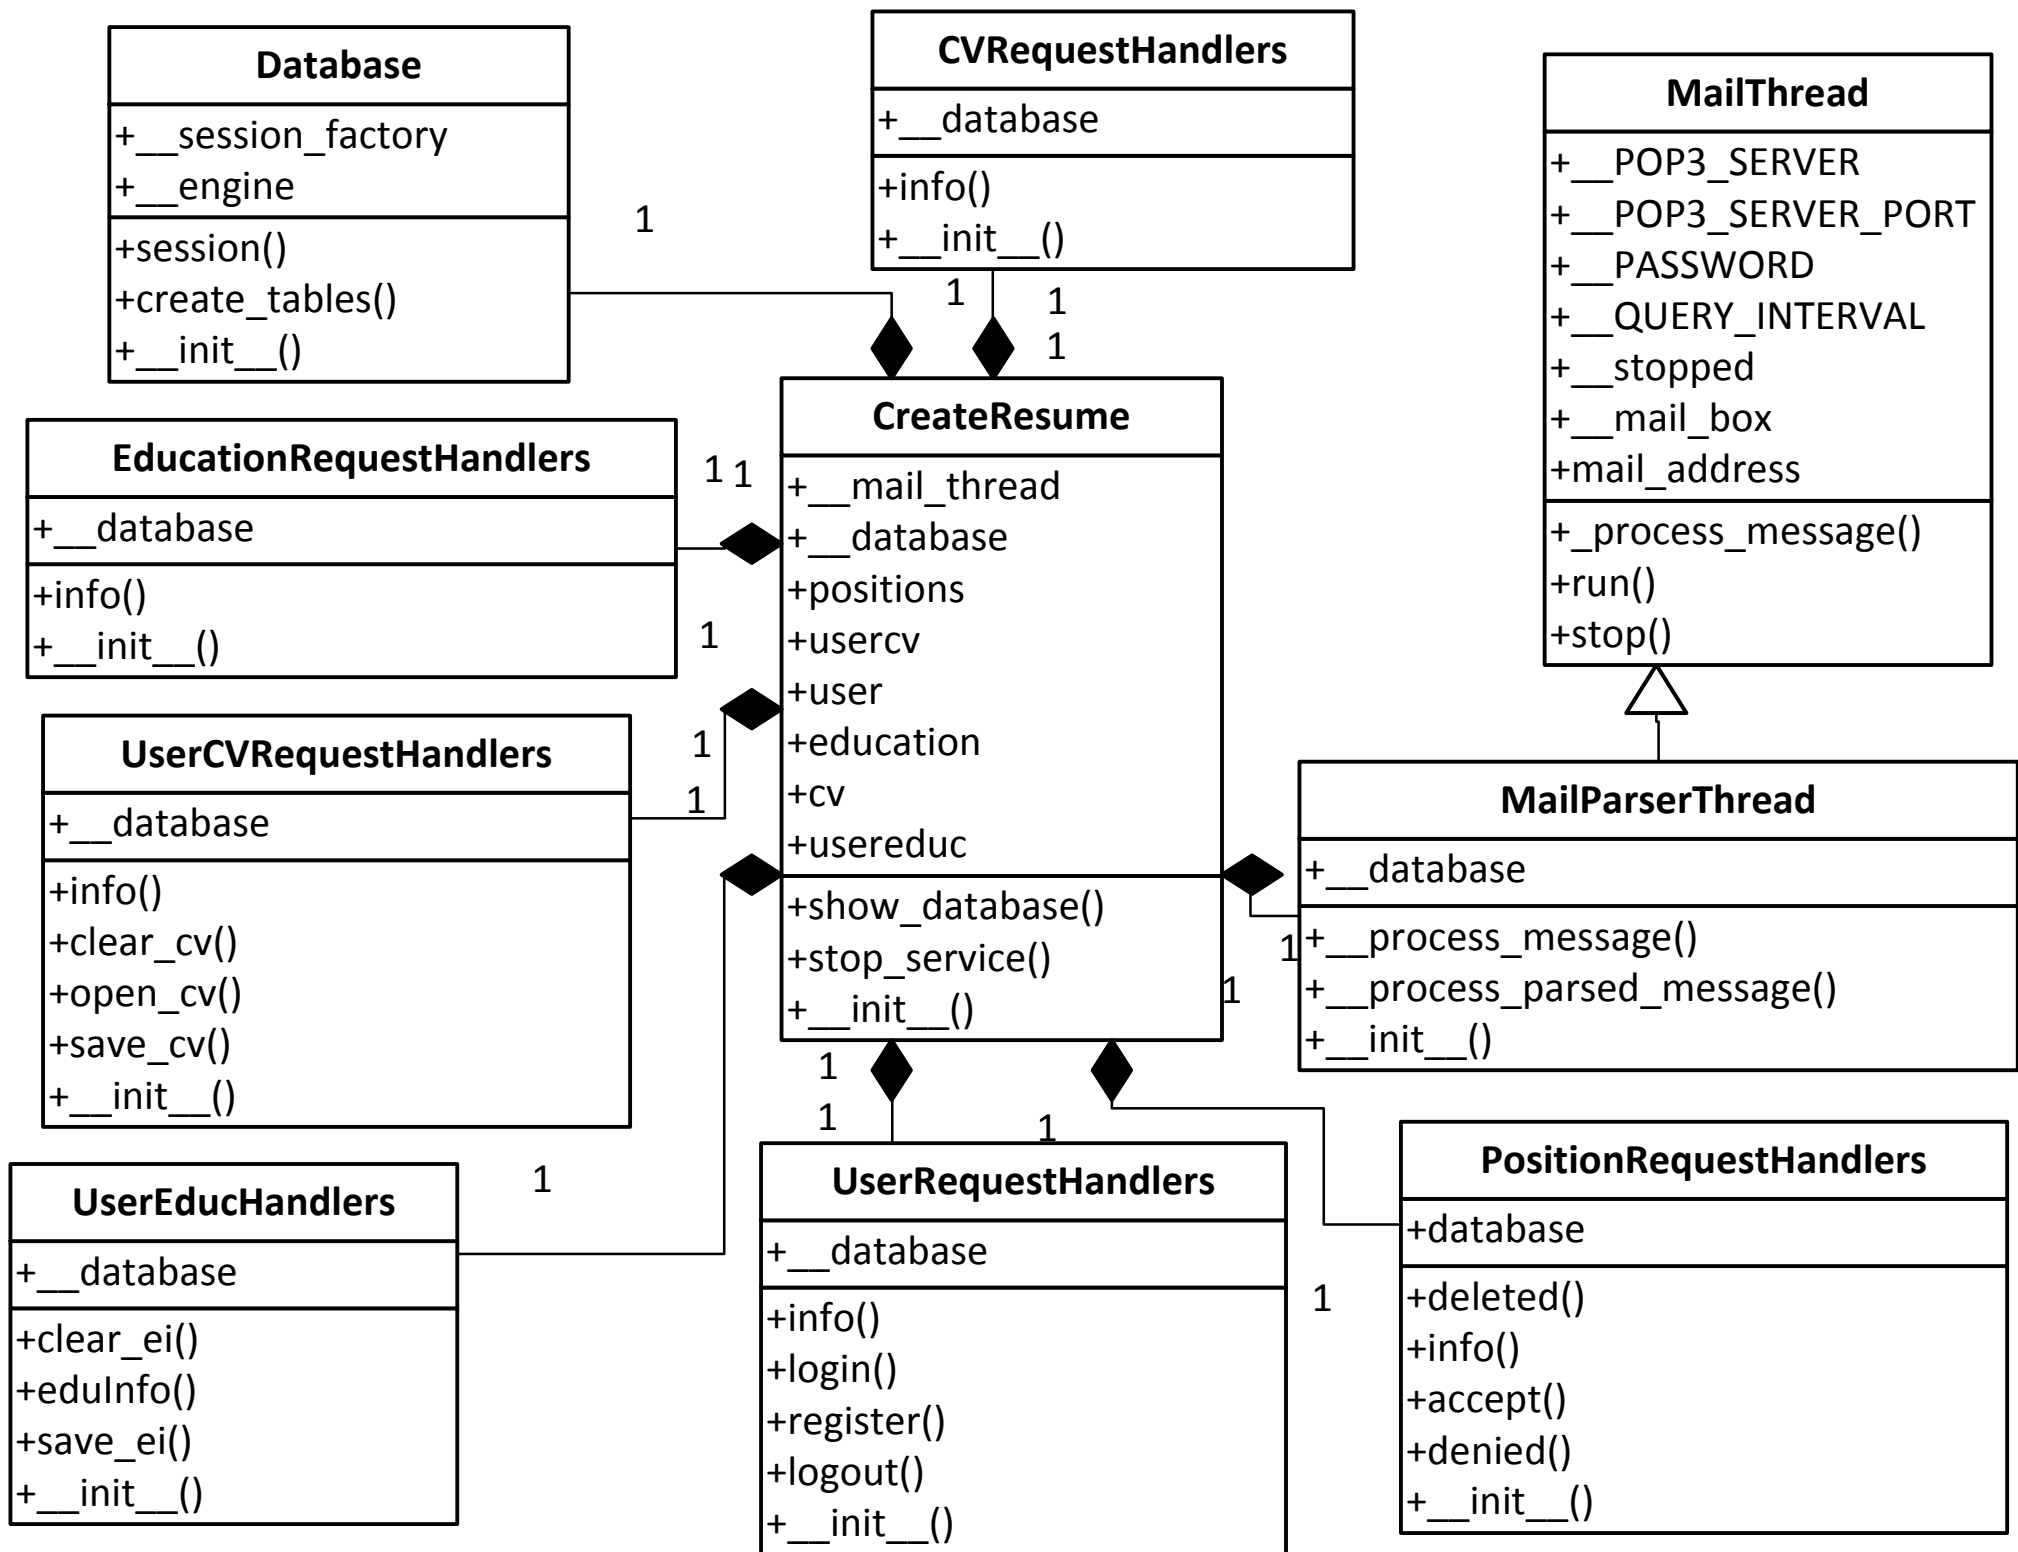 Database
+__session_factory
+__engine
+session()
+create_tables()
+__init__()
1
CVRequestHandlers
+__database
+info()
+__init__()
1
1
1
MailThread
+__POP3_SERVER
+__POP3_SERVER_PORT
+__PASSWORD
+__QUERY_INTERVAL
+__stopped
+__mail_box
+mail_address
+_process_message()
+run()
+stop()
EducationRequestHandlers
+__database
+info()
+__init__()
1 1
1
CreateResume
+__mail_thread
+__database
+positions
+usercv
+user
+education
+cv
+usereduc
+show_database()
+stop_service()
+__init__()
UserCVRequestHandlers
+__database
+info()
+clear_cv()
+open_cv()
+save_cv()
+__init__()
1
1
MailParserThread
+__database
+__process_message()
+__process_parsed_message()
+__init__()
1
1
1
1
1
UserEducHandlers
+__database
+clear_ei()
+eduInfo()
+save_ei()
+__init__()
1
UserRequestHandlers
+__database
+info()
+login()
+register()
+logout()
+__init__()
1
PositionRequestHandlers
+database
+deleted()
+info()
+accept()
+denied()
+__init__()